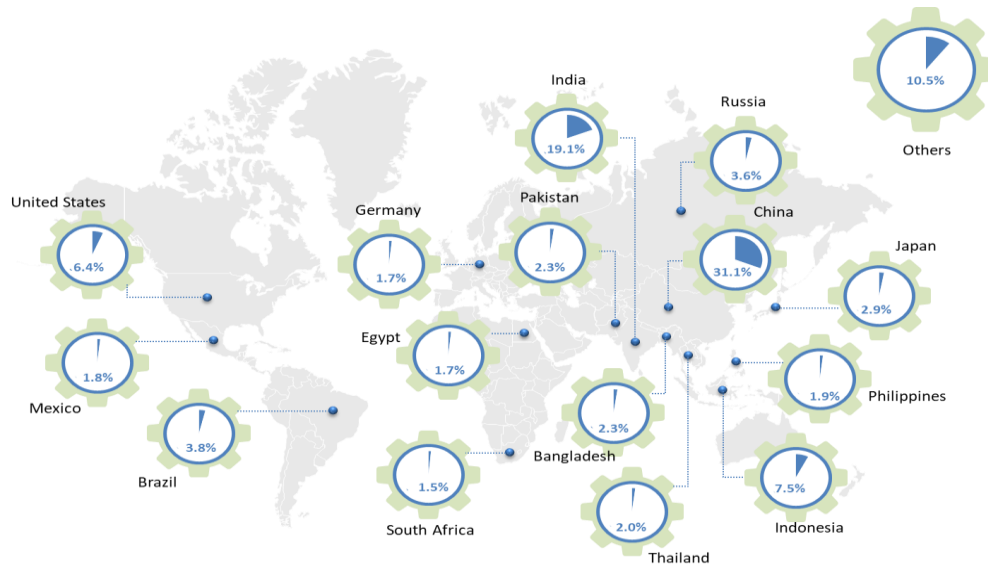 India
19.1%
Russia
3.6%
10.5%
Others
United States
6.4%
Germany
1.7%
Pakistan
2.3%
China
31.1%
Japan
2.9%
Mexico
1.8%
Egypt
1.7%
Philippines
1.9%
Brazil
3.8%
Bangladesh
2.3%
South Africa
1.5%
Thailand
2.0%
Indonesia
7.5%